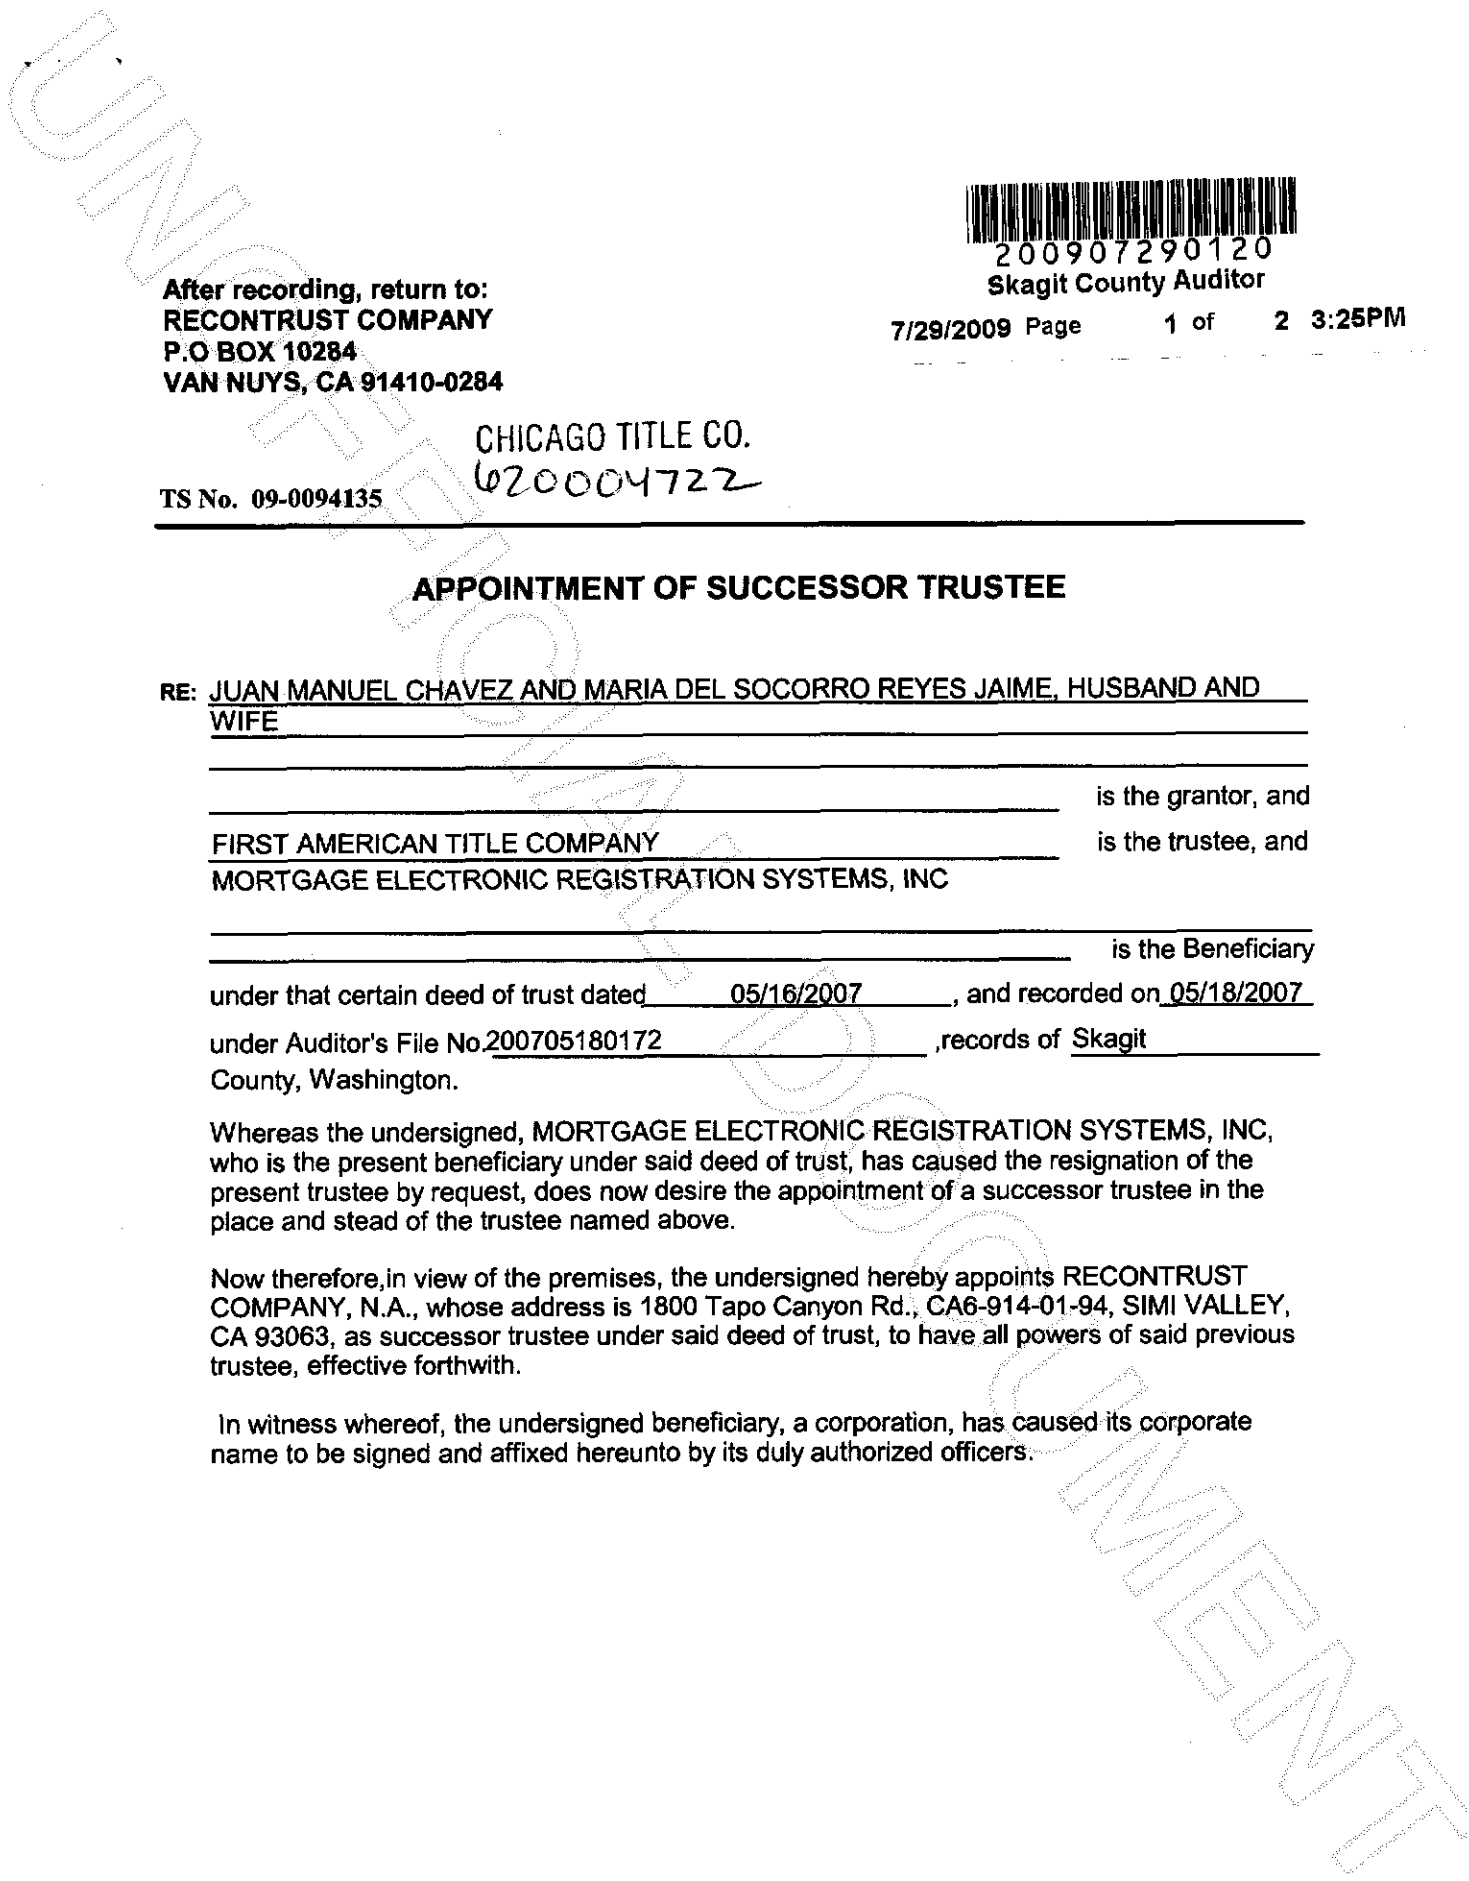 200907290120
Skagit County Auditor
7/29/2009 Page 1 of 2 3:25PM
After recording, return to:
RECONTRUST COMPANY
P.O BOX 10284
VAN NUYS, CA 91410-0284
CHICAGO TITLE CO.
620004722
TS No. 09-0094135
APPOINTMENT OF SUCCESSOR TRUSTEE
RE: JUAN MANUEL CHAVEZ AND MARIA DEL SOCORRO REYES JAIME, HUSBAND AND
WIFE
is the grantor, and
FIRST AMERICAN TITLE COMPANY is the trustee, and
MORTGAGE ELECTRONIC REGISTRATION SYSTEMS, INC
is the Beneficiary
under that certain deed of trust dated 05/16/2007 , and recorded on 05/18/2007
under Auditor's File No.200705180172 ,records of Skagit
County, Washington.
Whereas the undersigned, MORTGAGE ELECTRONIC REGISTRATION SYSTEMS, INC,
who is the present beneficiary under said deed of trust, has caused the resignation of the
present trustee by request, does now desire the appointment of a successor trustee in the
place and stead of the trustee named above.
Now therefore,in view of the premises, the undersigned hereby appoints RECONTRUST
COMPANY, N.A., whose address is 1800 Tapo Canyon Rd., CA6-914-01-94, SIMI VALLEY,
CA 93063, as successor trustee under said deed of trust, to have all powers of said previous
trustee, effective forthwith.
In witness whereof, the undersigned beneficiary, a corporation, has caused its corporate
name to be signed and affixed hereunto by its duly authorized officers.
UNOFFICIAL DOCUMENT